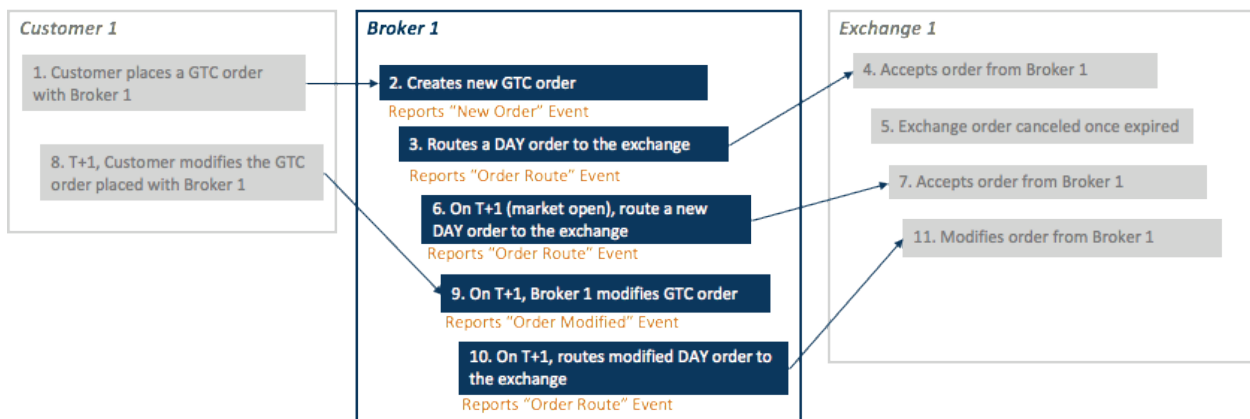 Customer 1
1. Customer places a GTC order
with Broker 1
8. T+1, Customer modifies the GTC
order placed with Broker 1
Broker 1
2. Creates new GTC order
Reports "New Order" Event
3. Routes a DAY order to the exchange
Reports "Order Route" Event
6. On T+1 (market open), route a new
DAY order to the exchange
Reports "Order Route" Event
9. On T+1, Broker 1 modifies GTC order
Reports "Order Modified" Event
10. On T+1, routes modified DAY order to
the exchange
Reports "Order Route" Event
Exchange 1
4. Accepts order from Broker 1
5. Exchange order canceled once expired
7. Accepts order from Broker 1
11. Modifies order from Broker 1